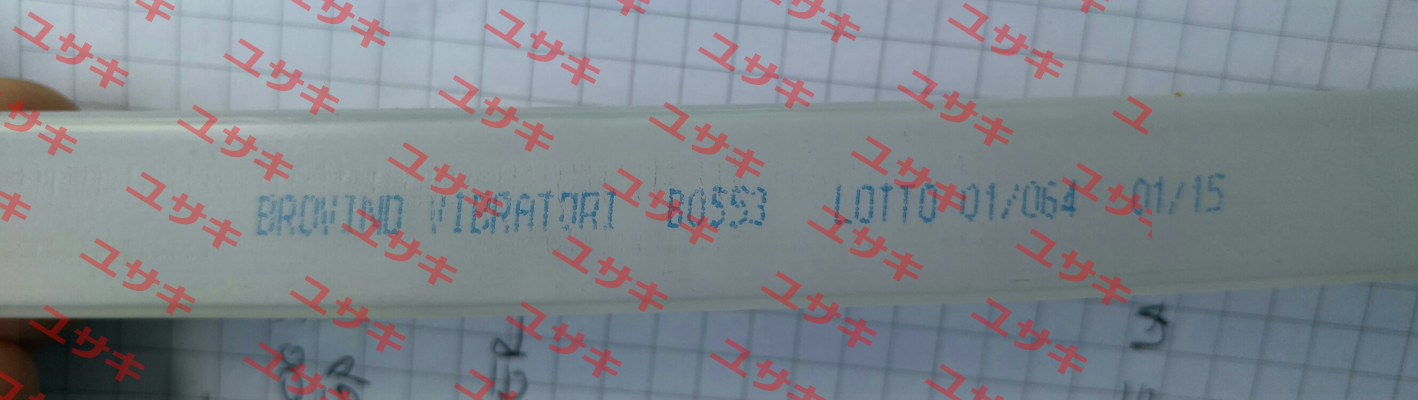 BROVIND VIBRATORI B0553 LOTTO 01/064 01/15
ユサキ